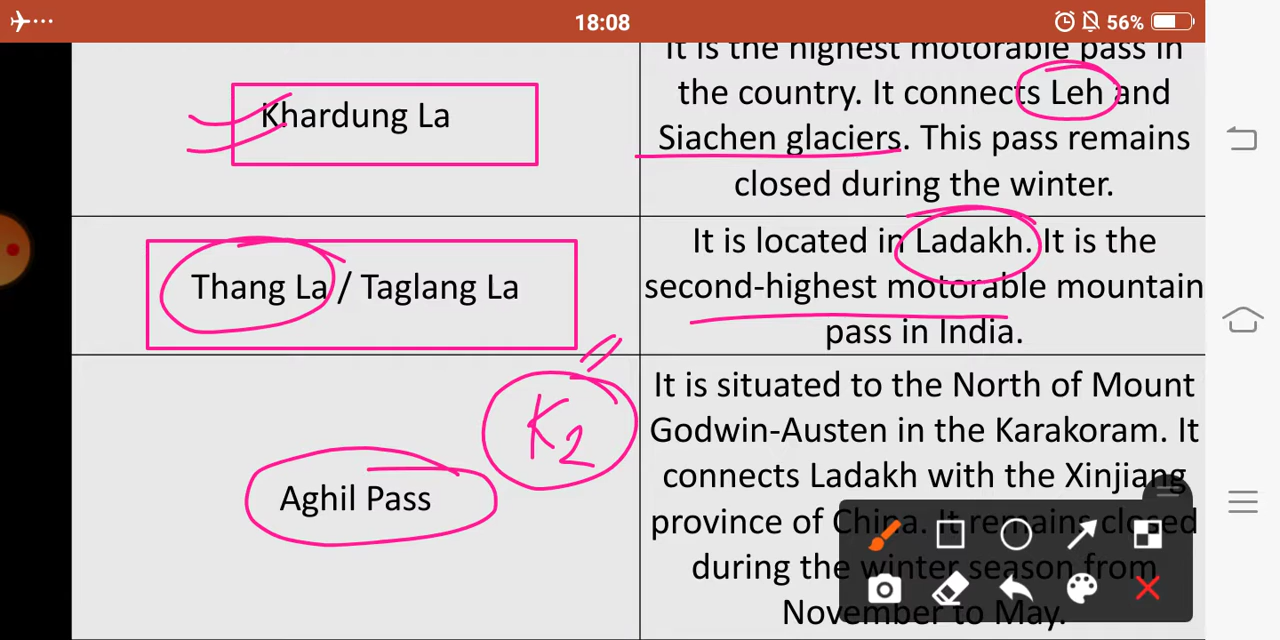 18:08
56%
It is the highest motorable pass in
the country. It connects Leh and
Siachen glaciers. This pass remains
closed during the winter.
Khardung La
It is located in Ladakh. It is the
second-highest motorable mountain
pass in India.
Thang La / Taglang La
K2
It is situated to the North of Mount
Godwin-Austen in the Karakoram. It
connects Ladakh with the Xinjiang
province of China. It remains closed
during the winter season from
November to May.
Aghil Pass